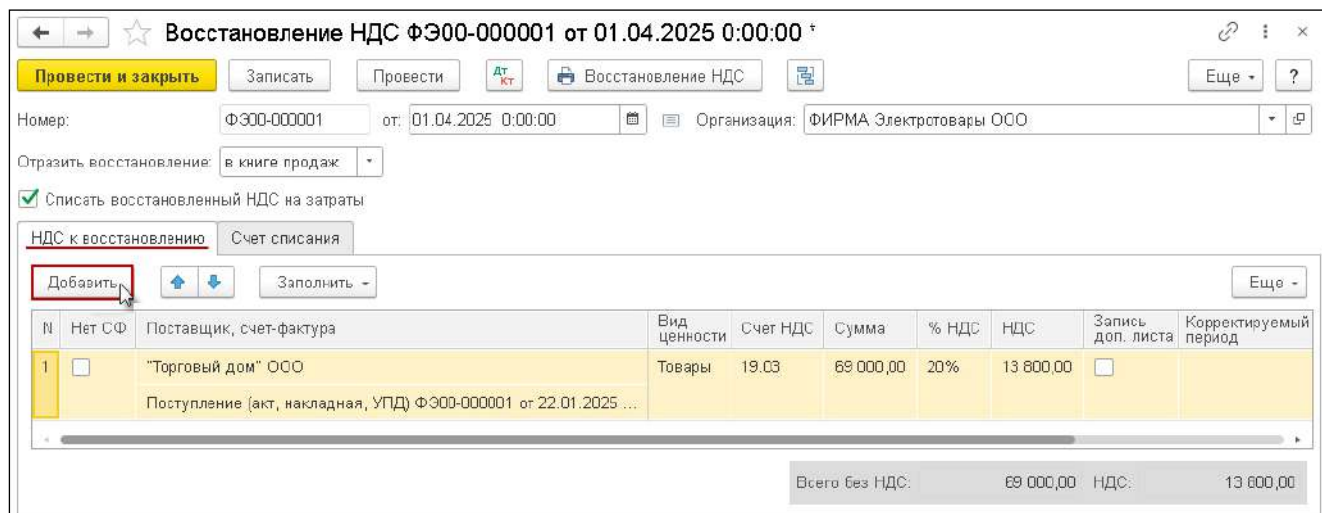 Восстановление НДС ФЭ00-000001 от 01.04.2025 0:00:00 *
Провести и закрыть Записать Провести Дт Кт Восстановление НДС Еще ?
Номер: ФЭ00-000001 от: 01.04.2025 0:00:00 Организация: ФИРМА Электротовары ООО
Отразить восстановление: в книге продаж
Списать восстановленный НДС на затраты
НДС к восстановлению Счет списания
Добавить Заполнить Еще
N Нет СФ Поставщик, счет-фактура Вид ценности Счет НДС Сумма % НДС НДС Запись доп. листа Корректируемый период
1 "Торговый дом" ООО Товары 19.03 69 000,00 20% 13 800,00
Поступление (акт, накладная, УПД) ФЭ00-000001 от 22.01.2025 ...
Всего без НДС: 69 000,00 НДС: 13 800,00